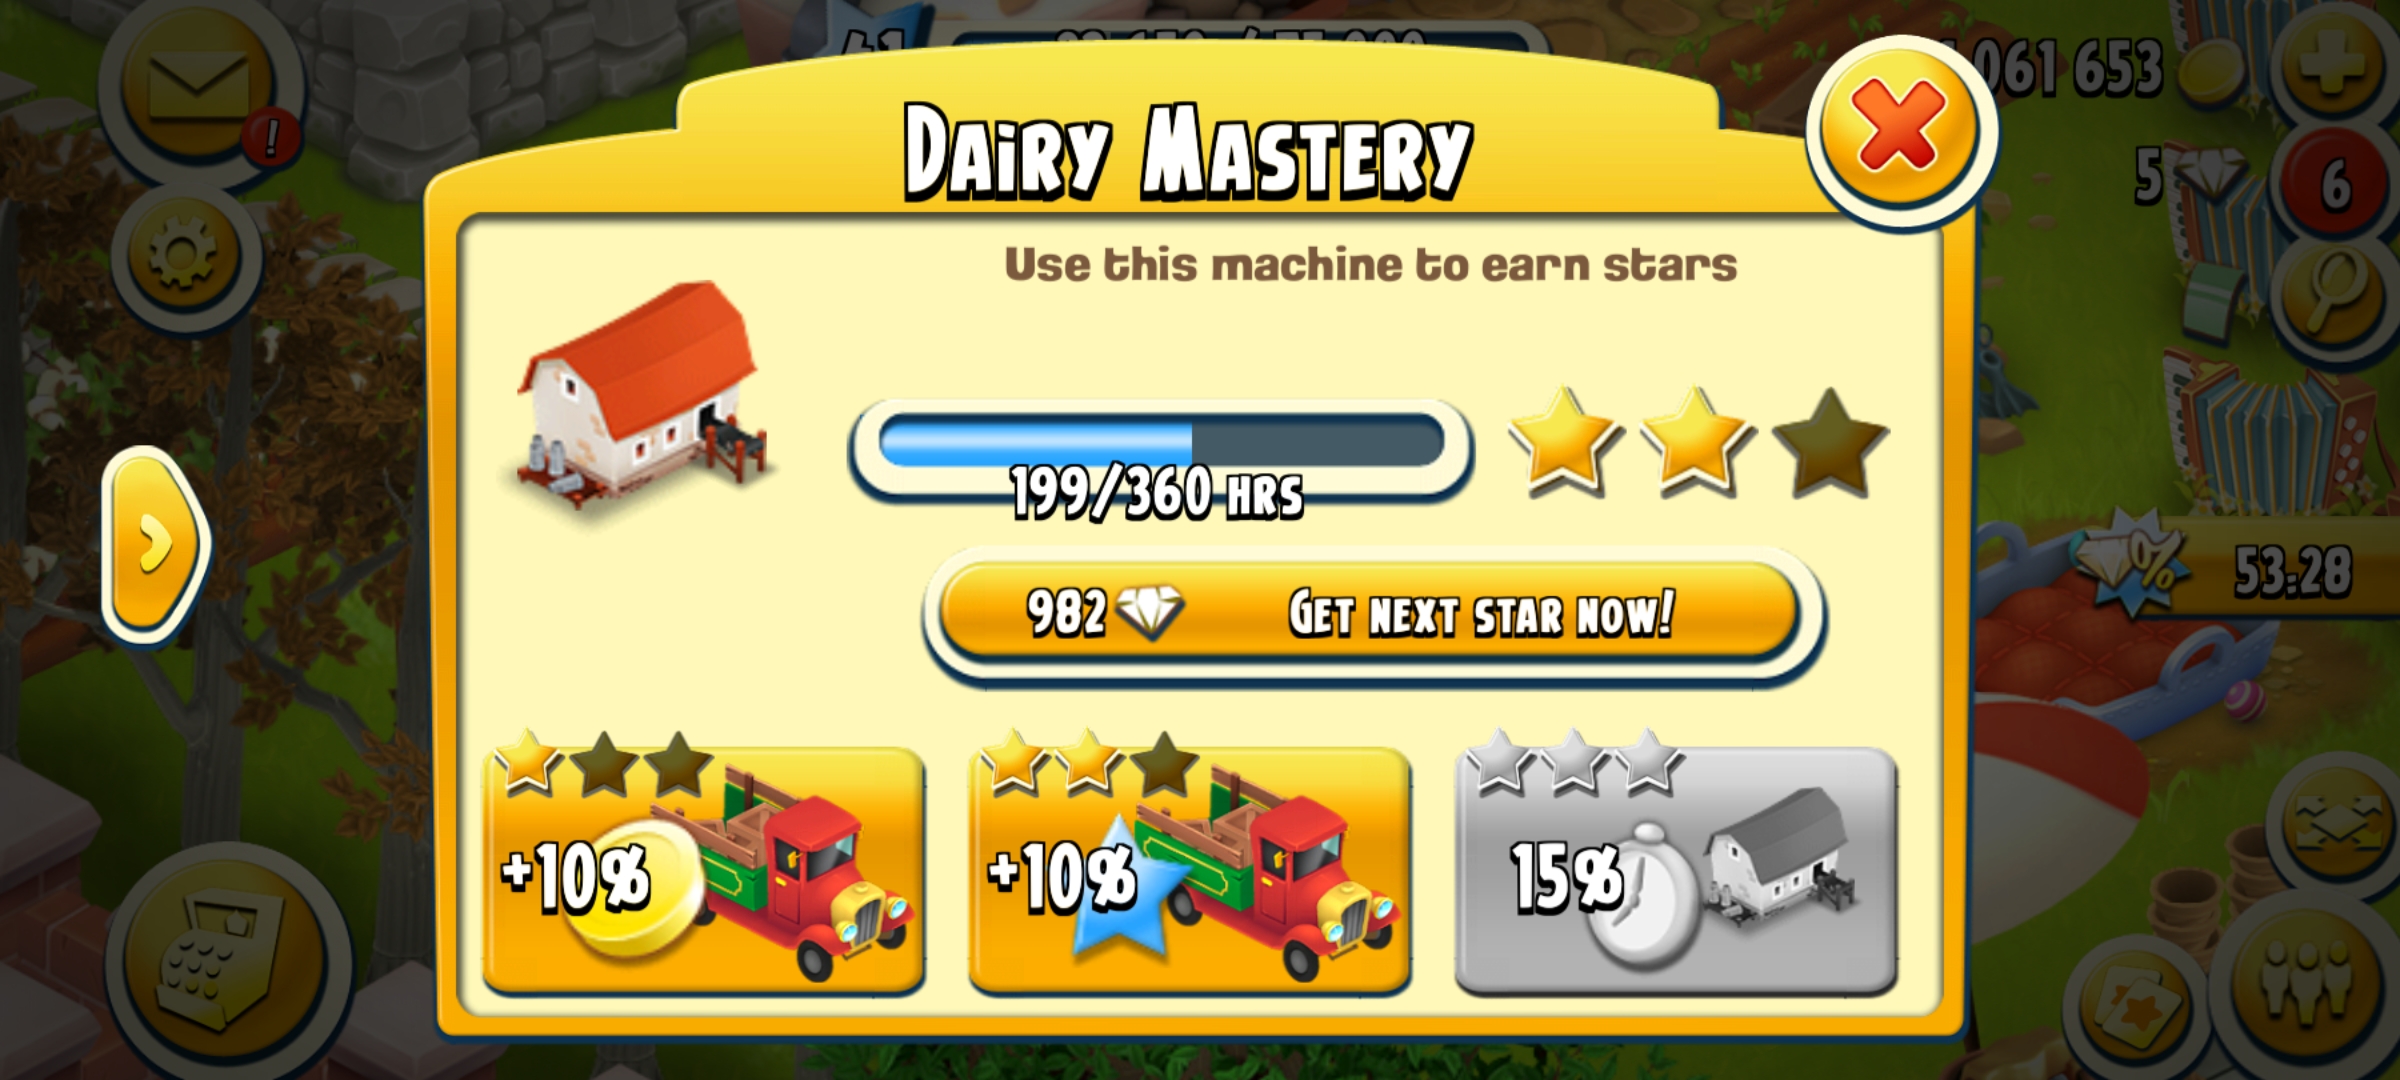 Dairy Mastery
061 653
5
6
!
Use this machine to earn stars
199/360 hrs
982 Get next star now!
53:28
+10%
+10%
15%